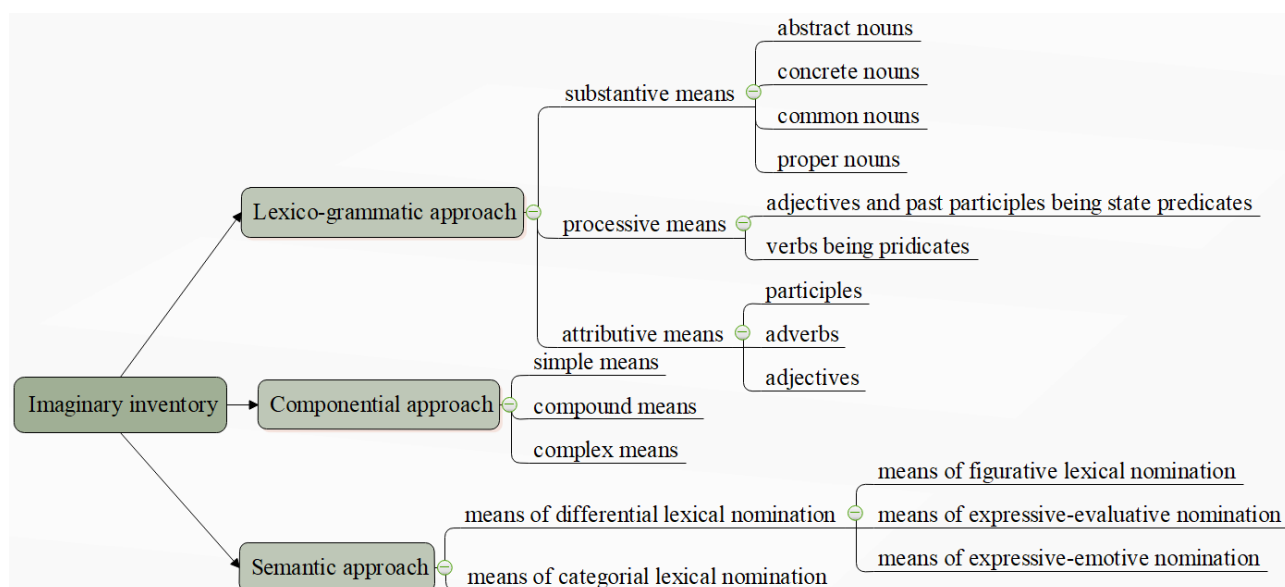 abstract nouns
concrete nouns
substantive means
common nouns
proper nouns
Lexico-grammatic approach
adjectives and past participles being state predicates
processive means
verbs being pridicates
participles
attributive means
adverbs
adjectives
simple means
Imaginary inventory
Componential approach
compound means
complex means
means of figurative lexical nomination
means of differential lexical nomination
means of expressive-evaluative nomination
means of expressive-emotive nomination
Semantic approach
means of categorial lexical nomination